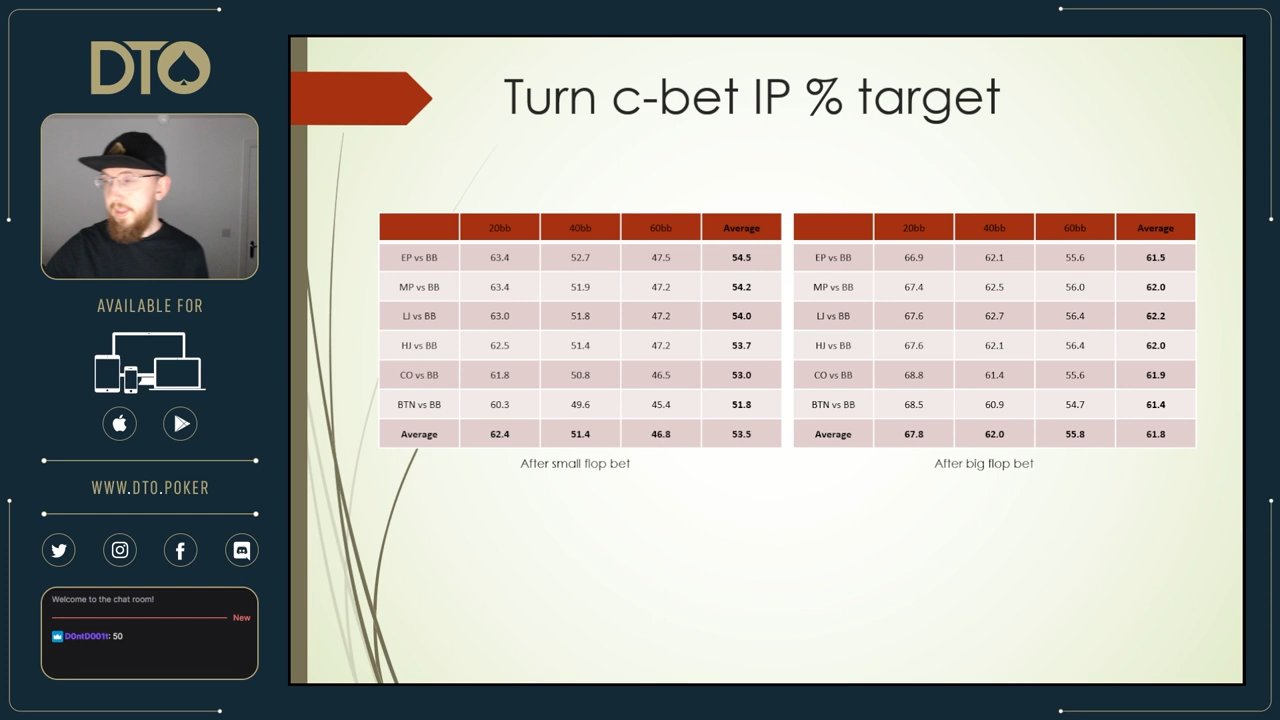 DTO
AVAILABLE FOR
WWW.DTO.POKER
Welcome to the chat room!
New
D0ntD001t: 50
Turn c-bet IP % target
20bb 40bb 60bb Average
EP vs BB 63.4 52.7 47.5 54.5
MP vs BB 63.4 51.9 47.2 54.2
LJ vs BB 63.0 51.8 47.2 54.0
HJ vs BB 62.5 51.4 47.2 53.7
CO vs BB 61.8 50.8 46.5 53.0
BTN vs BB 60.3 49.6 45.4 51.8
Average 62.4 51.4 46.8 53.5
After small flop bet
20bb 40bb 60bb Average
EP vs BB 66.9 62.1 55.6 61.5
MP vs BB 67.4 62.5 56.0 62.0
LJ vs BB 67.6 62.7 56.4 62.2
HJ vs BB 67.6 62.1 56.4 62.0
CO vs BB 68.8 61.4 55.6 61.9
BTN vs BB 68.5 60.9 54.7 61.4
Average 67.8 62.0 55.8 61.8
After big flop bet